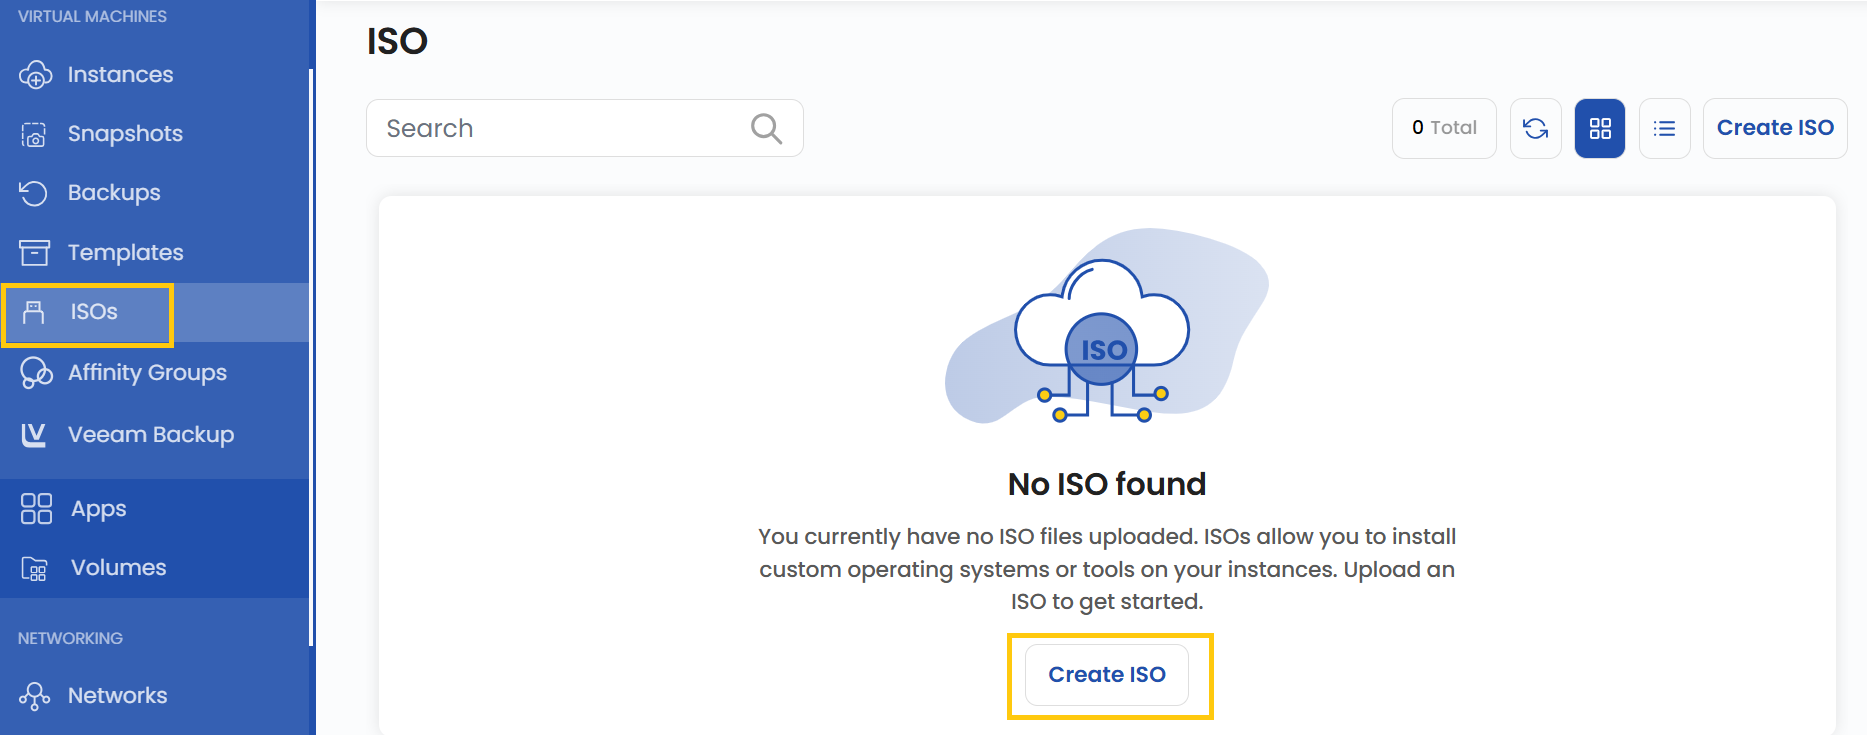 VIRTUAL MACHINES
Instances
Snapshots
Backups
Templates
ISOs
Affinity Groups
Veeam Backup
Apps
Volumes
NETWORKING
Networks
ISO
Search
0 Total
Create ISO
ISO
No ISO found
You currently have no ISO files uploaded. ISOs allow you to install
custom operating systems or tools on your instances. Upload an
ISO to get started.
Create ISO